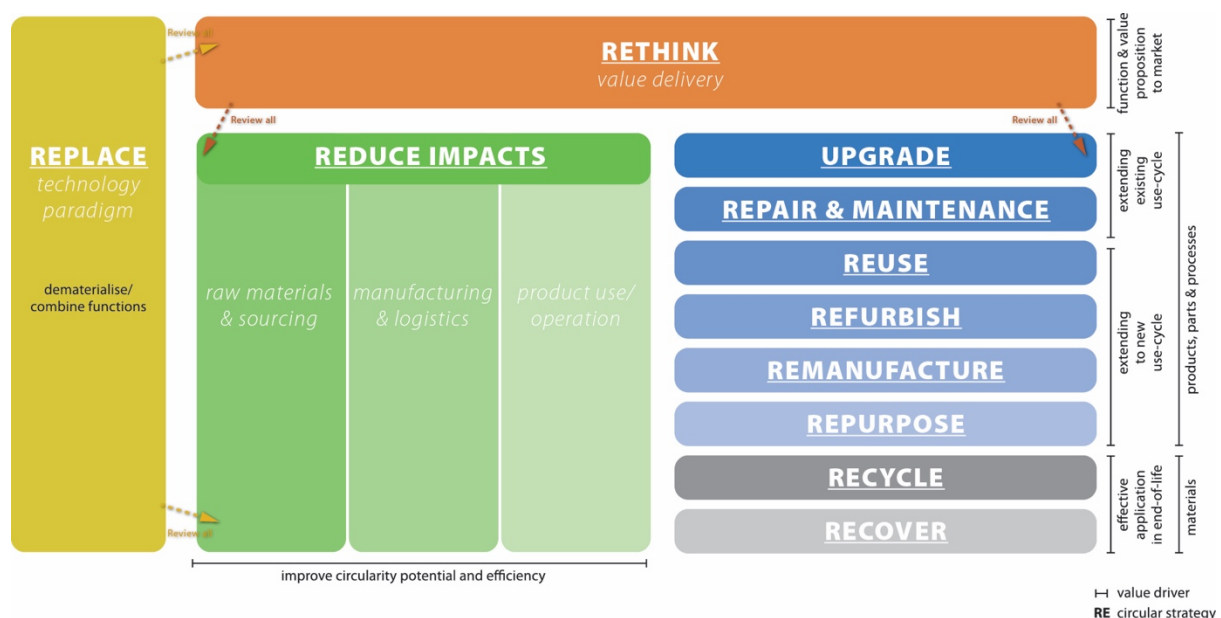 Review all
RETHINK
value delivery
function & value
proposition
to market
Review all
Review all
REPLACE
technology
paradigm
dematerialise/
combine functions
REDUCE IMPACTS
raw materials
& sourcing
manufacturing
& logistics
product use/
operation
UPGRADE
REPAIR & MAINTENANCE
REUSE
REFURBISH
REMANUFACTURE
REPURPOSE
RECYCLE
RECOVER
extending
existing
use-cycle
extending
to new
use-cycle
products, parts & processes
effective
application
in end-of-life
materials
Review all
improve circularity potential and efficiency
value driver
RE circular strategy